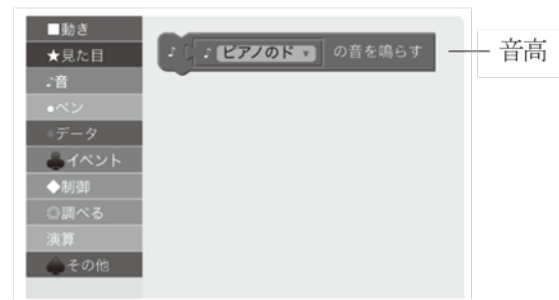 ■動き
★見た目
♪音
●ペン
●データ
♣イベント
◆制御
◎調べる
演算
♠その他
♪ ♪ ピアノのド ▼ の音を鳴らす
音高